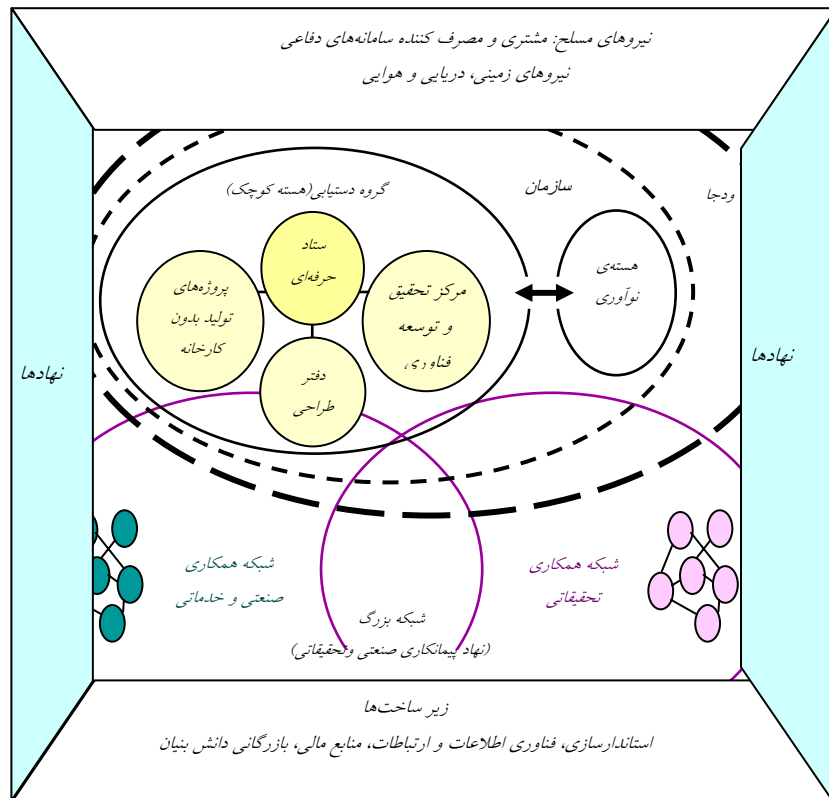 نیروهای مسلح: مشتری و مصرف کننده سامانه‌های دفاعی
نیروهای زمینی، دریایی و هوایی
سازمان
ودجا
گروه دستیابی(هسته کوچک)
ستاد
حرفه‌ای
هسته‌ی
نوآوری
مرکز تحقیق
و توسعه
فناوری
پروژه‌های
تولید بدون
کارخانه
دفتر
طراحی
نهادها
نهادها
شبکه همکاری
تحقیقاتی
شبکه همکاری
صنعتی و خدماتی
شبکه بزرگ
(نهاد پیمانکاری صنعتی وتحقیقاتی)
زیر ساخت‌ها
استاندارسازی، فناوری اطلاعات و ارتباطات، منابع مالی، بازرگانی دانش بنیان